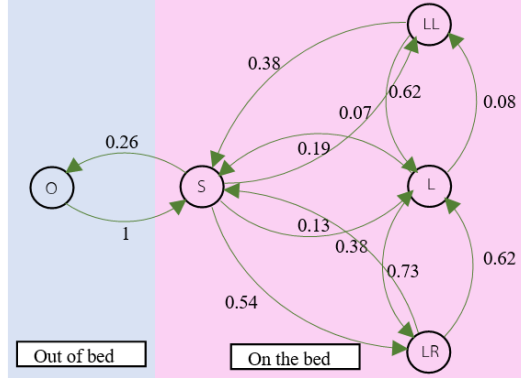 LL
0.38
0.62
0.07
0.08
0.26
0.19
O
S
L
1
0.13
0.38
0.73
0.62
0.54
LR
Out of bed
On the bed